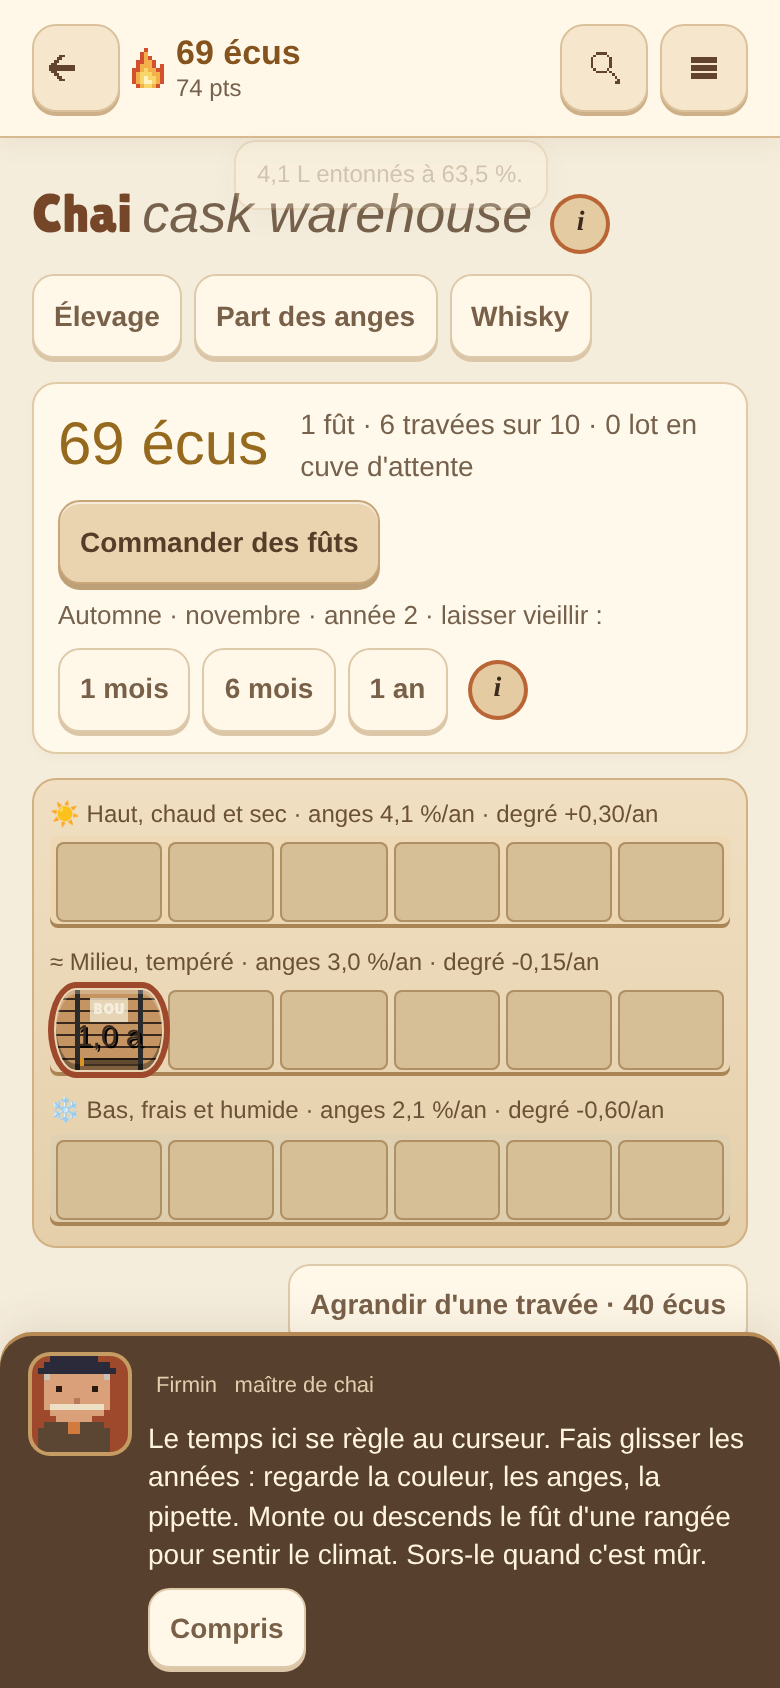 69 écus
74 pts
4,1 L entonnés à 63,5 %.
Chai cask warehouse i
Élevage Part des anges Whisky
69 écus
1 fût · 6 travées sur 10 · 0 lot en
cuve d'attente
Commander des fûts
Automne · novembre · année 2 · laisser vieillir :
1 mois 6 mois 1 an i
Haut, chaud et sec · anges 4,1 %/an · degré +0,30/an
≈ Milieu, tempéré · anges 3,0 %/an · degré -0,15/an
BOU
1,0 a
Bas, frais et humide · anges 2,1 %/an · degré -0,60/an
Agrandir d'une travée · 40 écus
Firmin maître de chai
Le temps ici se règle au curseur. Fais glisser les
années : regarde la couleur, les anges, la
pipette. Monte ou descends le fût d'une rangée
pour sentir le climat. Sors-le quand c'est mûr.
Compris